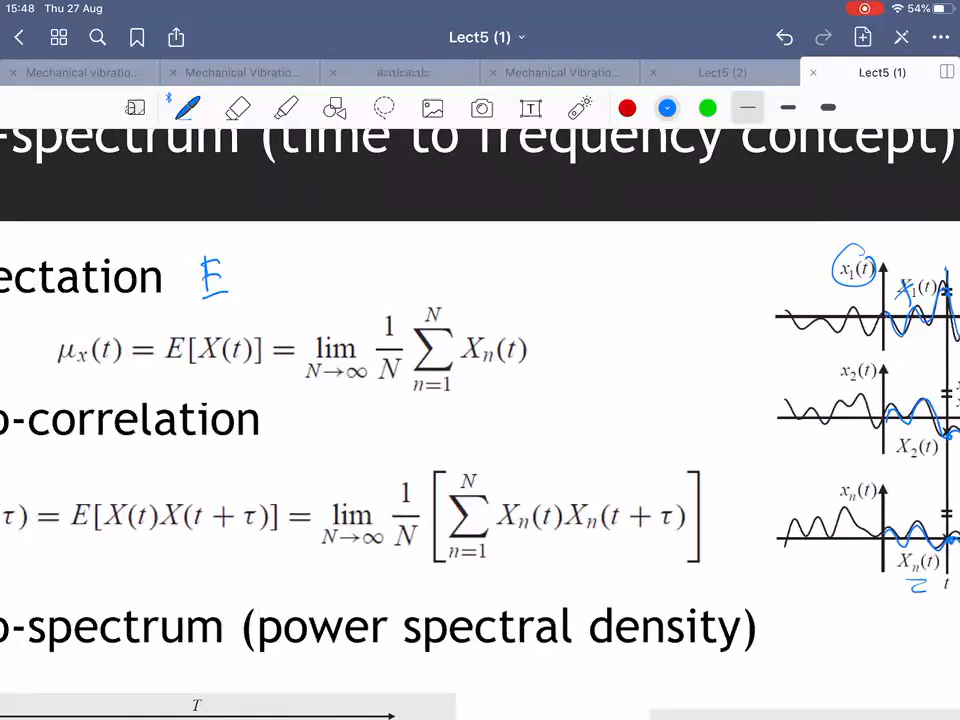 15:48 Thu 27 Aug 54%
Lect5 (1)
Mechanical vibratio... Mechanical Vibratio... Mechanical Vibratio... Lect5 (2) Lect5 (1)
-spectrum (time to frequency concept)
ectation E
μₓ(t) = E[X(t)] = lim N→∞ 1/N ∑ n=1 N Xₙ(t)
o-correlation
τ) = E[X(t)X(t + τ)] = lim N→∞ 1/N [∑ n=1 N Xₙ(t)Xₙ(t + τ)]
o-spectrum (power spectral density)
T
x₁(t)
X₁(t)
x₂(t)
X₂(t)
xₙ(t)
Xₙ(t)
t